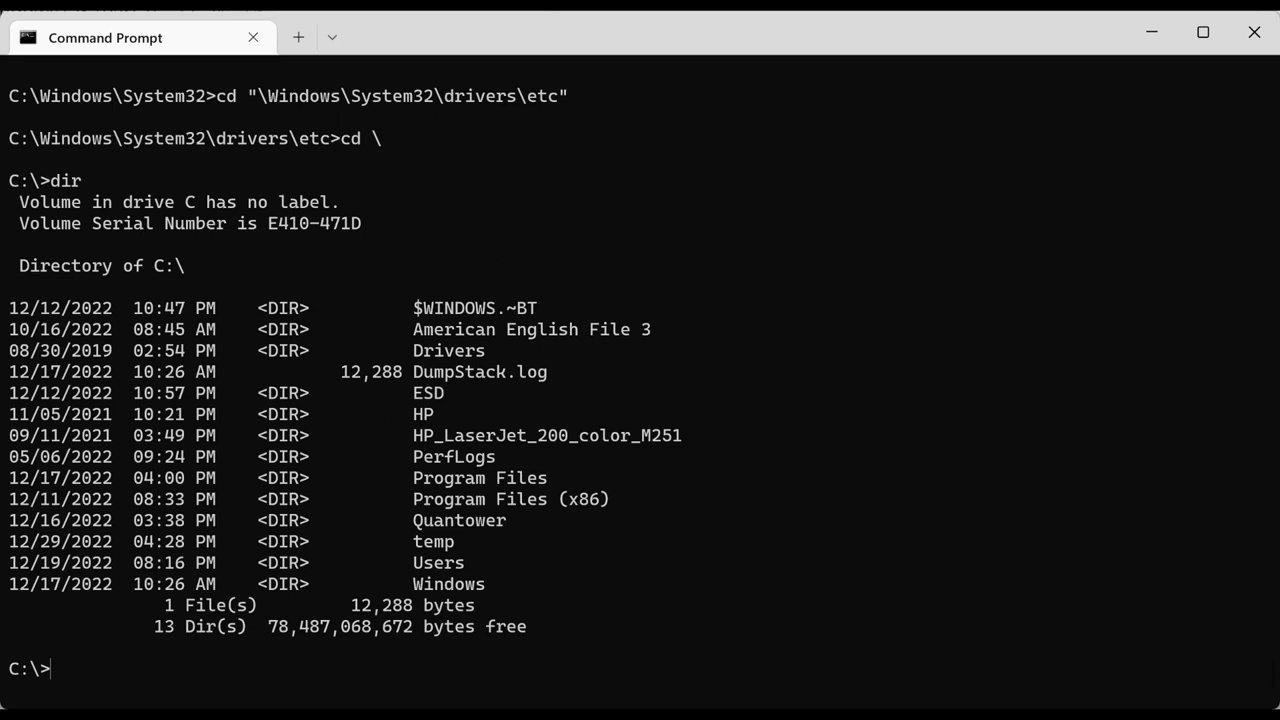 Command Prompt
C:\Windows\System32>cd "\Windows\System32\drivers\etc"
C:\Windows\System32\drivers\etc>cd \
C:\>dir
 Volume in drive C has no label.
 Volume Serial Number is E410-471D
 Directory of C:\
12/12/2022  10:47 PM    <DIR>          $WINDOWS.~BT
10/16/2022  08:45 AM    <DIR>          American English File 3
08/30/2019  02:54 PM    <DIR>          Drivers
12/17/2022  10:26 AM            12,288 DumpStack.log
12/12/2022  10:57 PM    <DIR>          ESD
11/05/2021  10:21 PM    <DIR>          HP
09/11/2021  03:49 PM    <DIR>          HP_LaserJet_200_color_M251
05/06/2022  09:24 PM    <DIR>          PerfLogs
12/17/2022  04:00 PM    <DIR>          Program Files
12/11/2022  08:33 PM    <DIR>          Program Files (x86)
12/16/2022  03:38 PM    <DIR>          Quantower
12/29/2022  04:28 PM    <DIR>          temp
12/19/2022  08:16 PM    <DIR>          Users
12/17/2022  10:26 AM    <DIR>          Windows
               1 File(s)         12,288 bytes
              13 Dir(s)  78,487,068,672 bytes free
C:\>